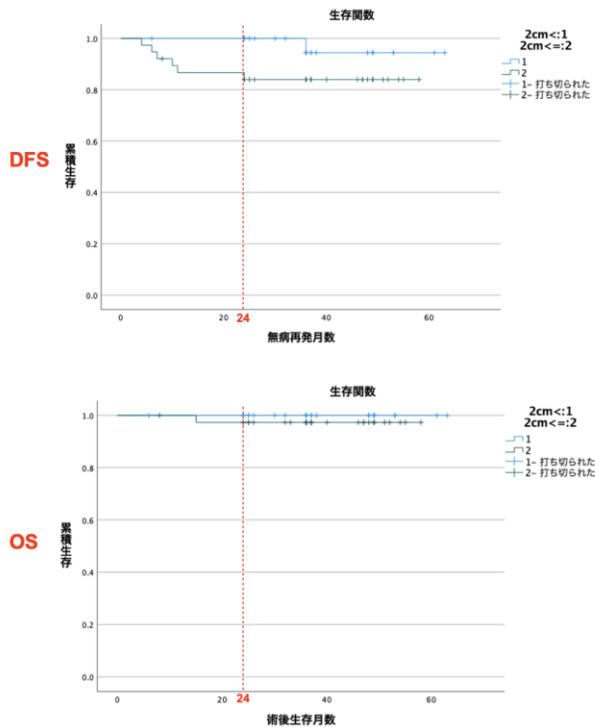 生存関数
2cm<:1
2cm<=:2
1
2
1- 打ち切られた
2- 打ち切られた
DFS
累積生存
1.0
0.8
0.6
0.4
0.2
0.0
0
20
24
40
60
無病再発月数
生存関数
2cm<:1
2cm<=:2
1
2
1- 打ち切られた
2- 打ち切られた
OS
累積生存
1.0
0.8
0.6
0.4
0.2
0.0
0
20
24
40
60
術後生存月数